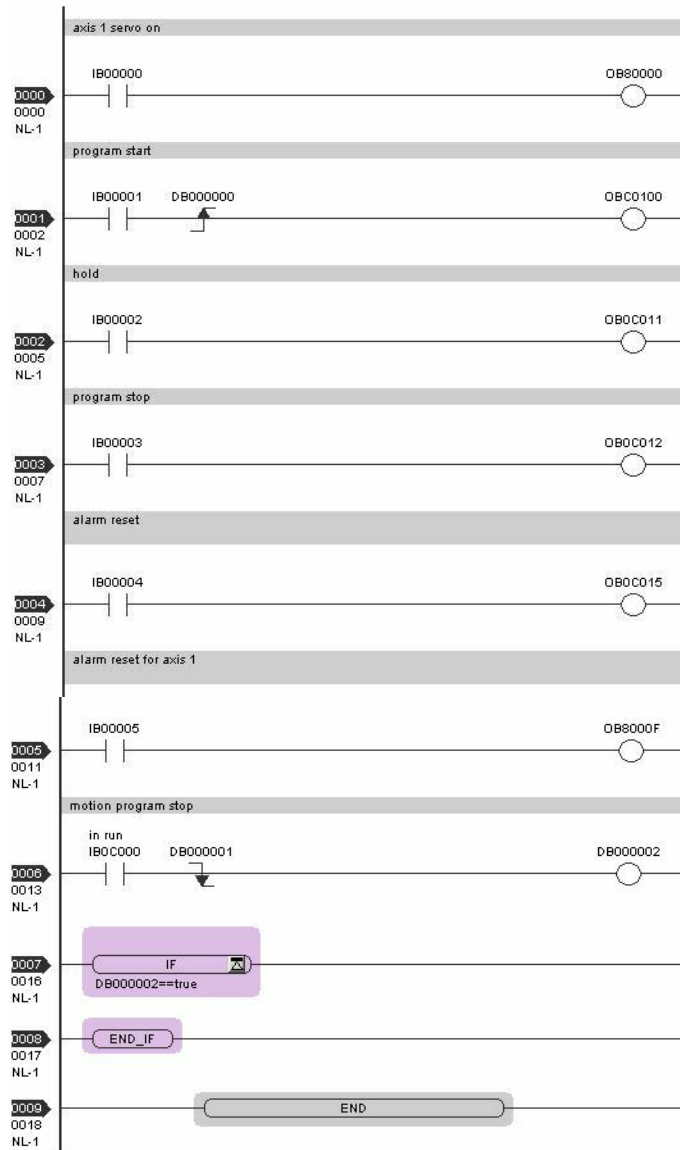 axis 1 servo on
IB00000 OB80000
0000
0000
NL-1
program start
IB00001 DB000000 OBC0100
0001
0002
NL-1
hold
IB00002 OB0C011
0002
0005
NL-1
program stop
IB00003 OB0C012
0003
0007
NL-1
alarm reset
IB00004 OB0C015
0004
0009
NL-1
alarm reset for axis 1
IB00005 OB8000F
0005
0011
NL-1
motion program stop
in run
IB0C000 DB000001 DB000002
0006
0013
NL-1
0007 IF
0016 DB000002==true
NL-1
0008 END_IF
0017
NL-1
0009 END
0018
NL-1